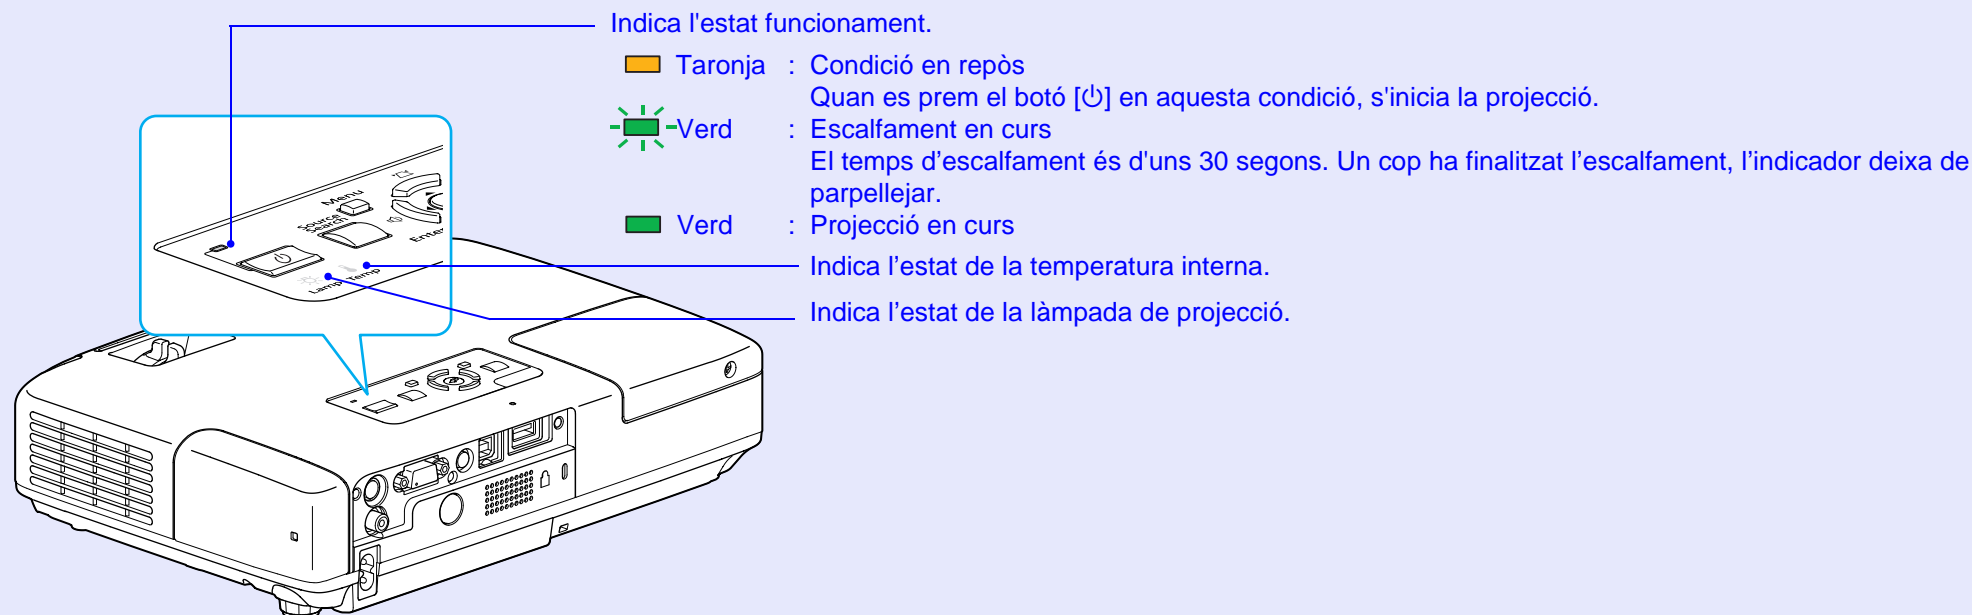 Indica l'estat funcionament.
Taronja : Condició en repòs
Quan es prem el botó [⏻] en aquesta condició, s'inicia la projecció.
Verd : Escalfament en curs
El temps d’escalfament és d'uns 30 segons. Un cop ha finalitzat l’escalfament, l’indicador deixa de
parpellejar.
Verd : Projecció en curs
Indica l’estat de la temperatura interna.
Indica l’estat de la làmpada de projecció.
Menu
Source
Search
Enter
Lamp Temp